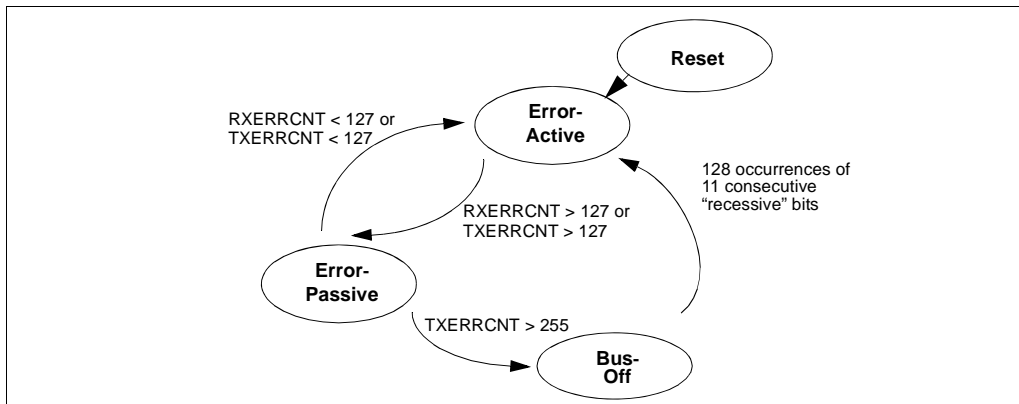 Reset
Error-
Active
RXERRCNT < 127 or
TXERRCNT < 127
128 occurrences of
11 consecutive
“recessive” bits
RXERRCNT > 127 or
TXERRCNT > 127
Error-
Passive
TXERRCNT > 255
Bus-
Off